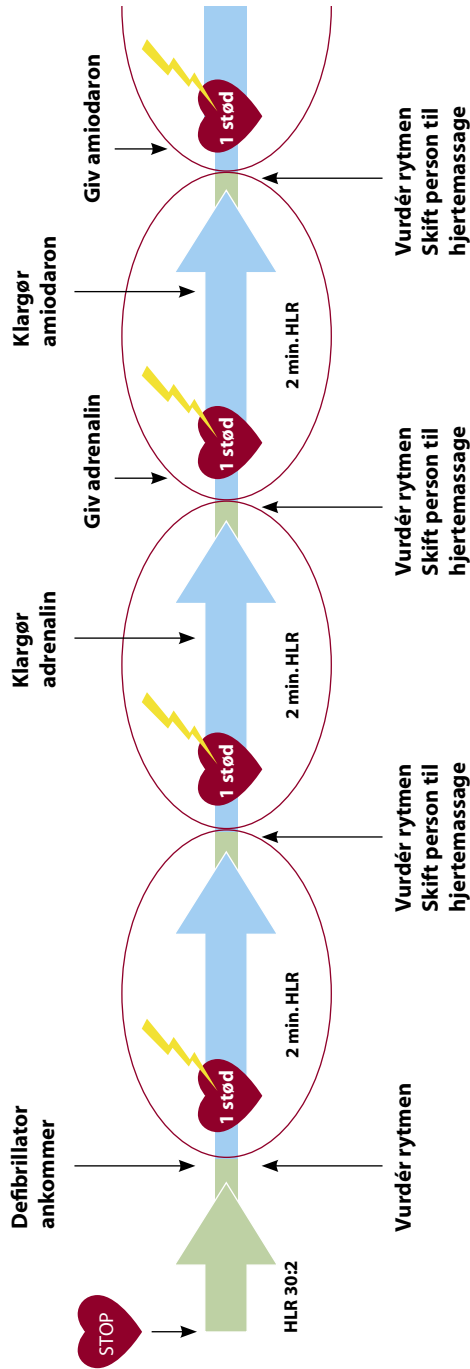 STOP
HLR 30:2
Defibrillator
ankommer
Vurdér rytmen
1 stød
2 min. HLR
Vurdér rytmen
Skift person til
hjertemassage
1 stød
Klargør
adrenalin
2 min. HLR
Giv adrenalin
Vurdér rytmen
Skift person til
hjertemassage
1 stød
Klargør
amiodaron
2 min. HLR
Giv amiodaron
Vurdér rytmen
Skift person til
hjertemassage
1 stød